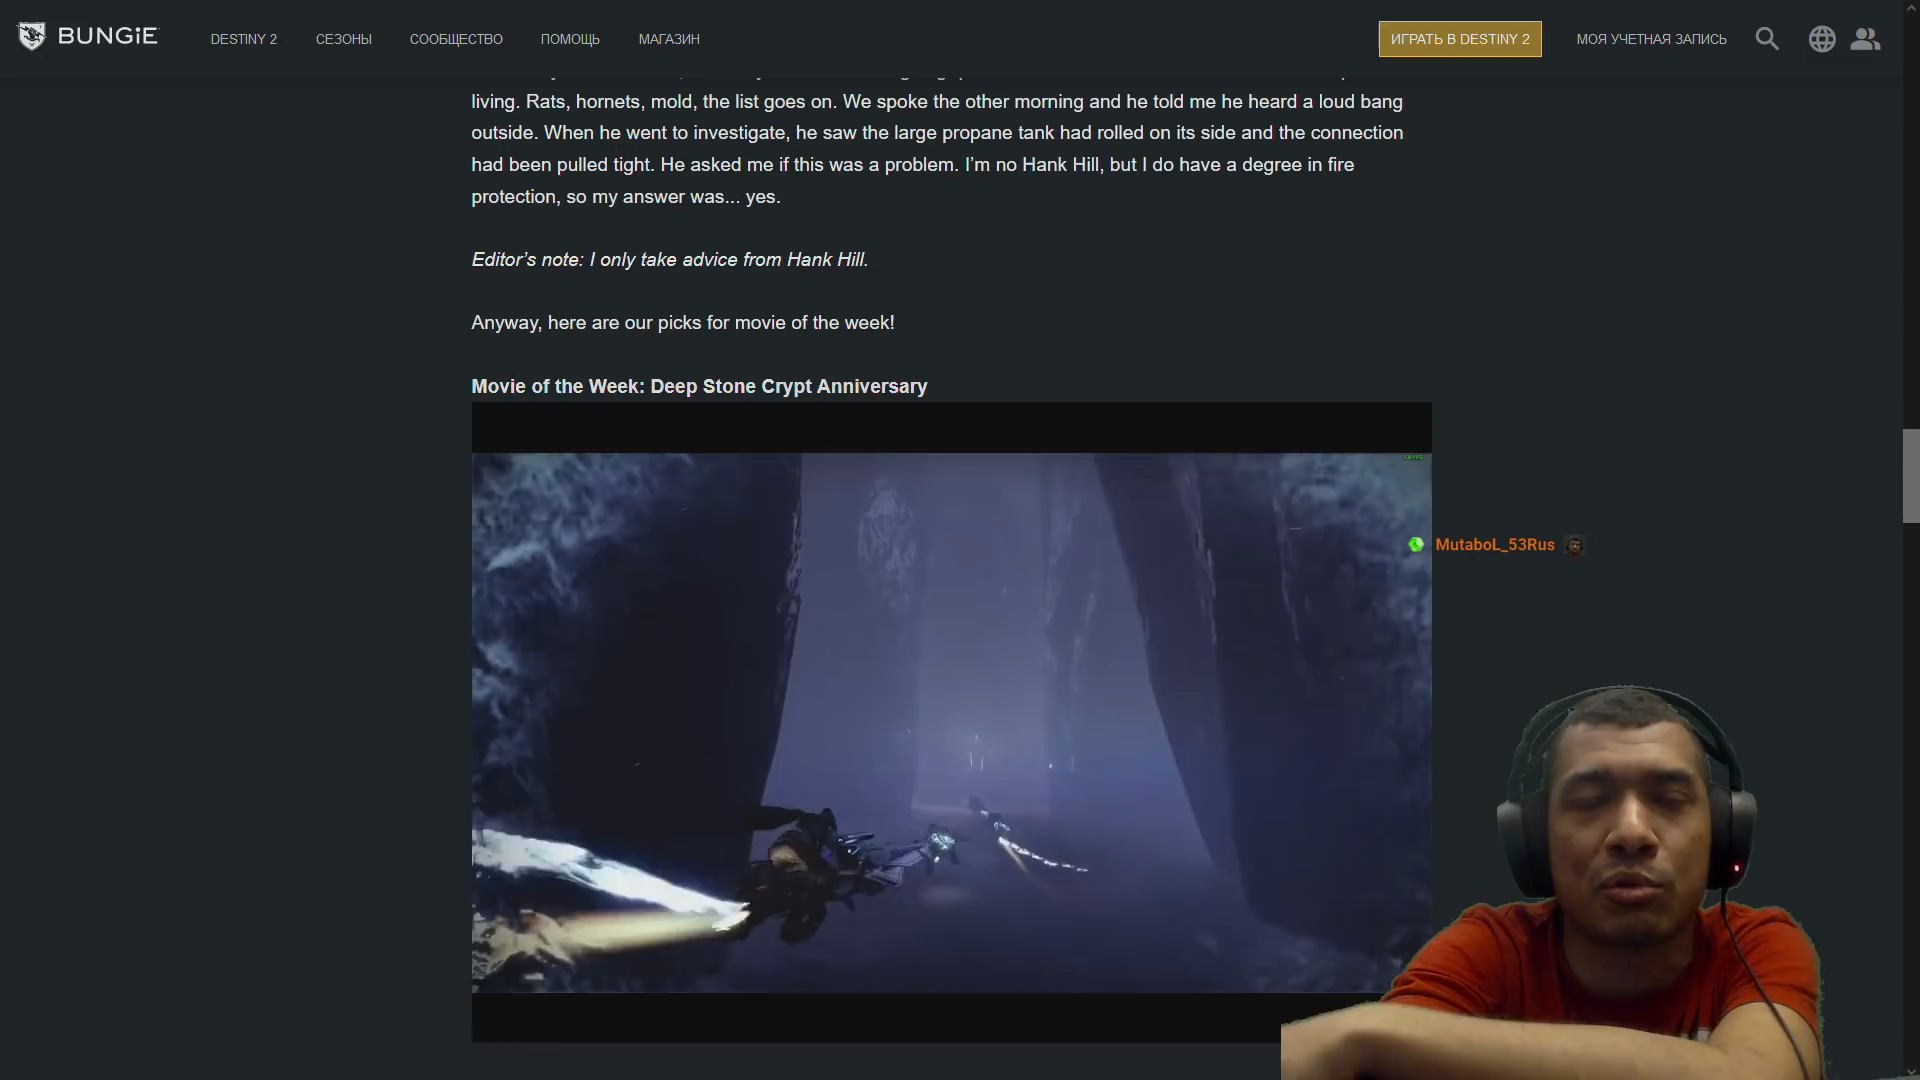 BUNGiE
DESTINY 2
СЕЗОНЫ
СООБЩЕСТВО
ПОМОЩЬ
МАГАЗИН
ИГРАТЬ В DESTINY 2
МОЯ УЧЕТНАЯ ЗАПИСЬ
living. Rats, hornets, mold, the list goes on. We spoke the other morning and he told me he heard a loud bang
outside. When he went to investigate, he saw the large propane tank had rolled on its side and the connection
had been pulled tight. He asked me if this was a problem. I’m no Hank Hill, but I do have a degree in fire
protection, so my answer was... yes.
Editor’s note: I only take advice from Hank Hill.
Anyway, here are our picks for movie of the week!
Movie of the Week: Deep Stone Crypt Anniversary
MutaboL_53Rus